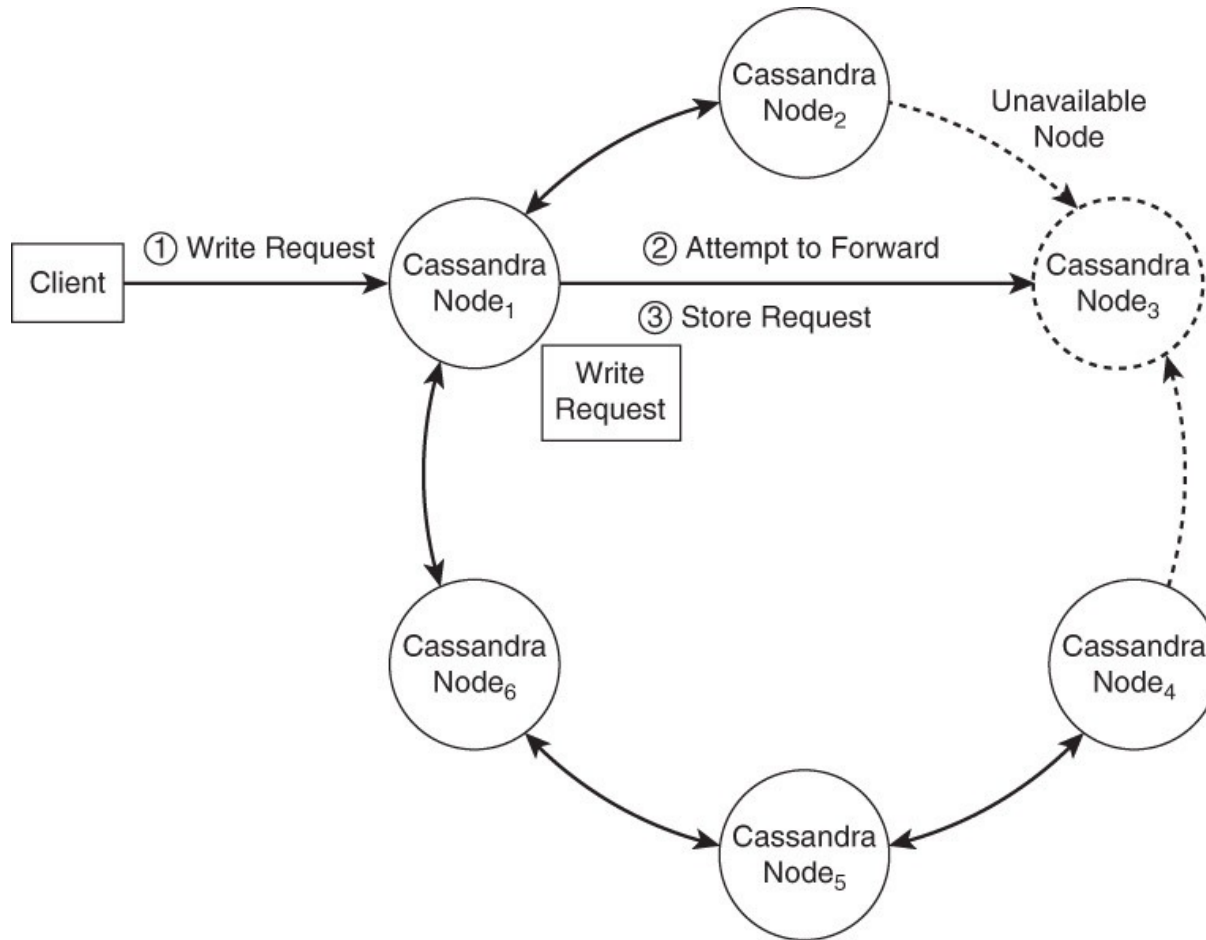 Cassandra
Node₂
Unavailable
Node
① Write Request
② Attempt to Forward
Client
Cassandra
Node₁
Cassandra
Node₃
③ Store Request
Write
Request
Cassandra
Node₆
Cassandra
Node₄
Cassandra
Node₅